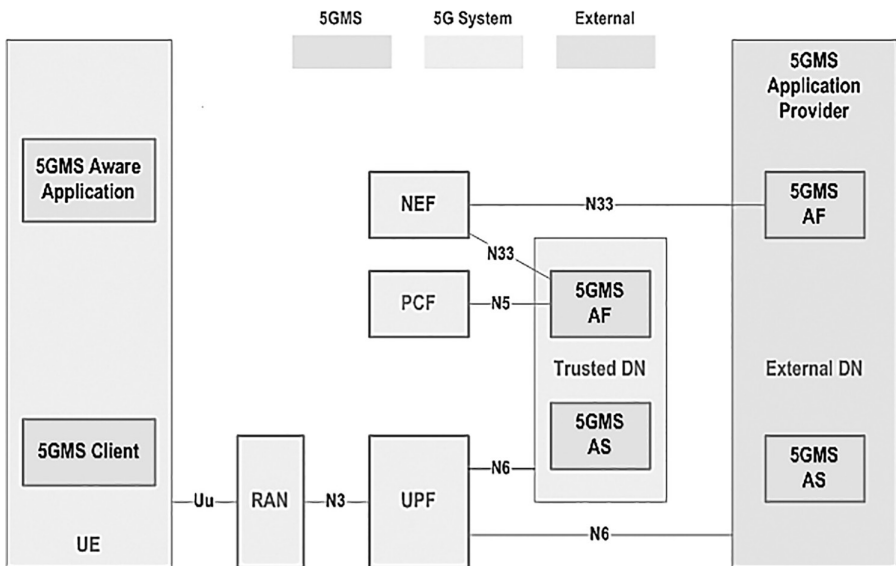 5GMS
5G System
External
5GMS
Application
Provider
5GMS Aware
Application
NEF
N33
5GMS
AF
N33
PCF
N5
5GMS
AF
Trusted DN
External DN
5GMS Client
5GMS
AS
5GMS
AS
N6
Uu
RAN
N3
UPF
N6
UE